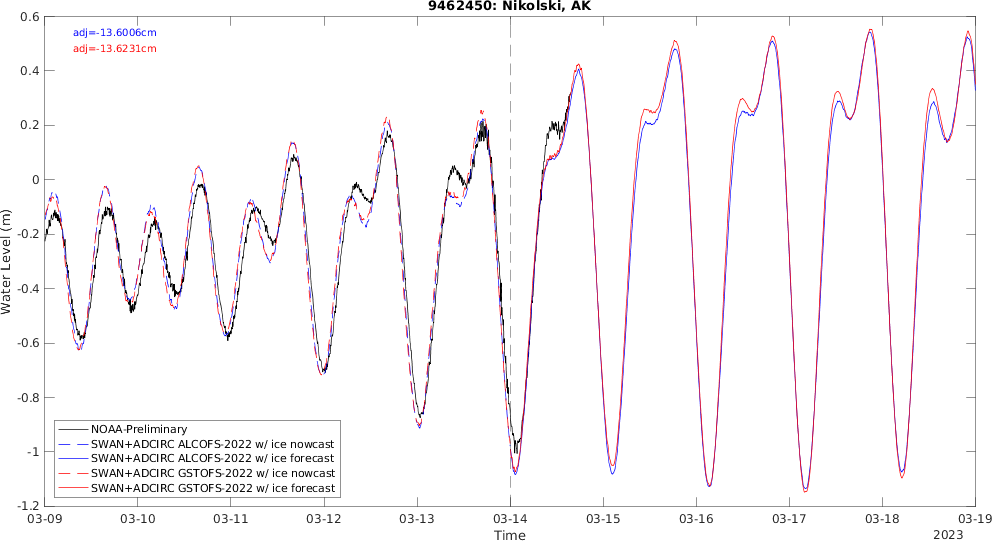 9462450: Nikolski, AK
adj=-13.6006cm
adj=-13.6231cm
0.6
0.4
0.2
0
-0.2
-0.4
-0.6
-0.8
-1
-1.2
Water Level (m)
NOAA-Preliminary
SWAN+ADCIRC ALCOFS-2022 w/ ice nowcast
SWAN+ADCIRC ALCOFS-2022 w/ ice forecast
SWAN+ADCIRC GSTOFS-2022 w/ ice nowcast
SWAN+ADCIRC GSTOFS-2022 w/ ice forecast
03-09 03-10 03-11 03-12 03-13 03-14 03-15 03-16 03-17 03-18 03-19
Time
2023